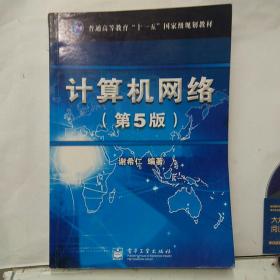 普通高等教育“十一五”国家级规划教材
计算机网络
（第5版）
谢希仁 编著
电子工业出版社